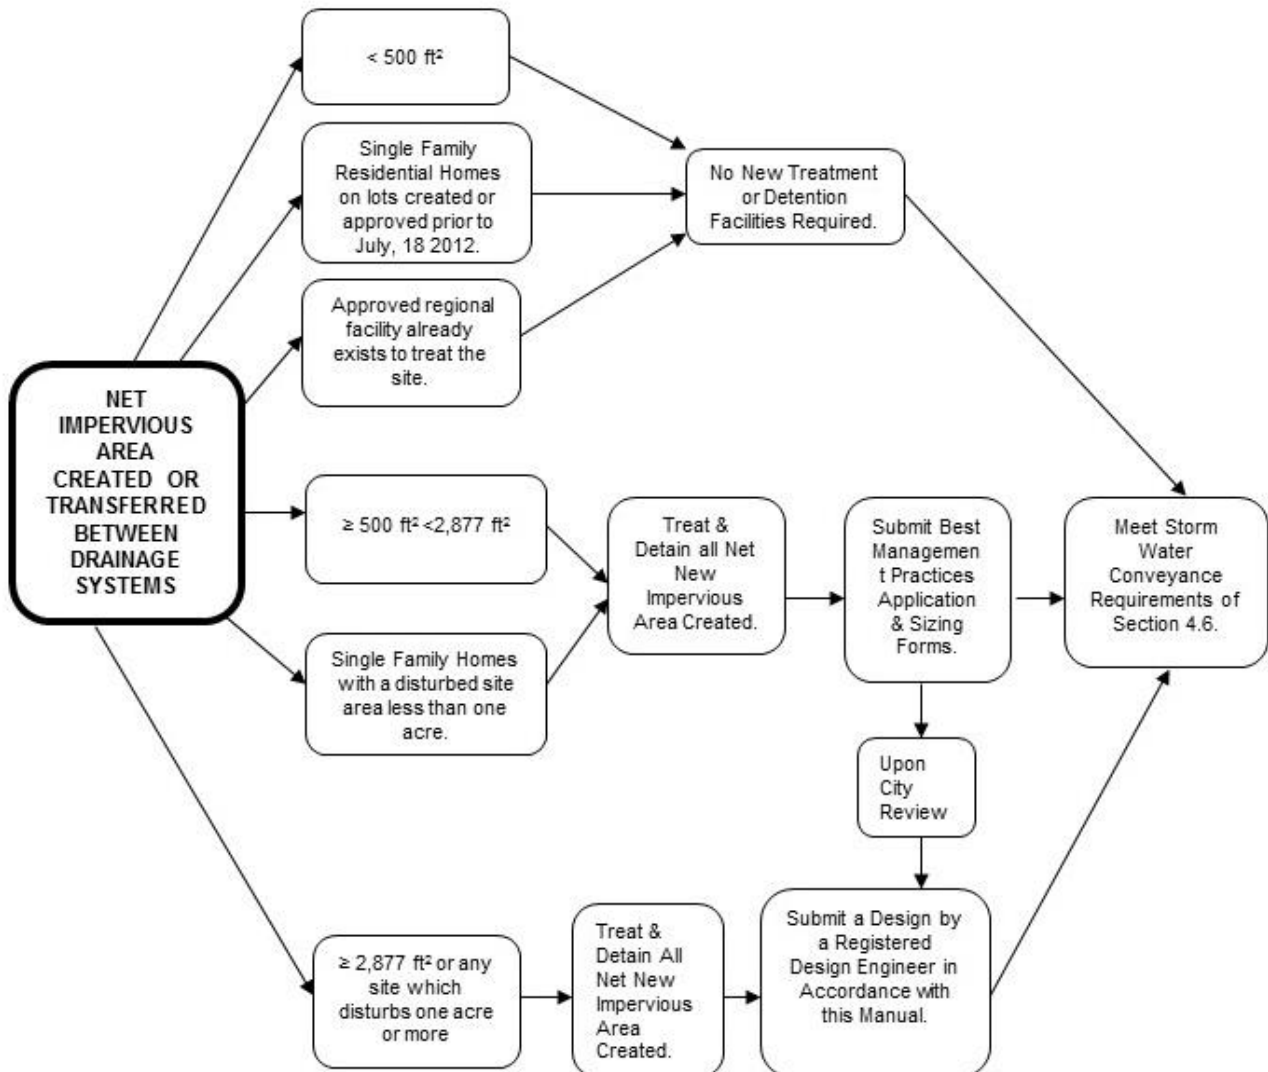 < 500 ft²
Single Family
Residential Homes
on lots created or
approved prior to
July, 18 2012.
No New Treatment
or Detention
Facilities Required.
Approved regional
facility already
exists to treat the
site.
NET
IMPERVIOUS
AREA
CREATED OR
TRANSFERRED
BETWEEN
DRAINAGE
SYSTEMS
≥ 500 ft² <2,877 ft²
Treat &
Detain all Net
New
Impervious
Area Created.
Submit Best
Managemen
t Practices
Application
& Sizing
Forms.
Meet Storm
Water
Conveyance
Requirements of
Section 4.6.
Single Family Homes
with a disturbed site
area less than one
acre.
Upon
City
Review
≥ 2,877 ft² or any
site which
disturbs one acre
or more
Treat &
Detain All
Net New
Impervious
Area
Created.
Submit a Design by
a Registered
Design Engineer in
Accordance with
this Manual.